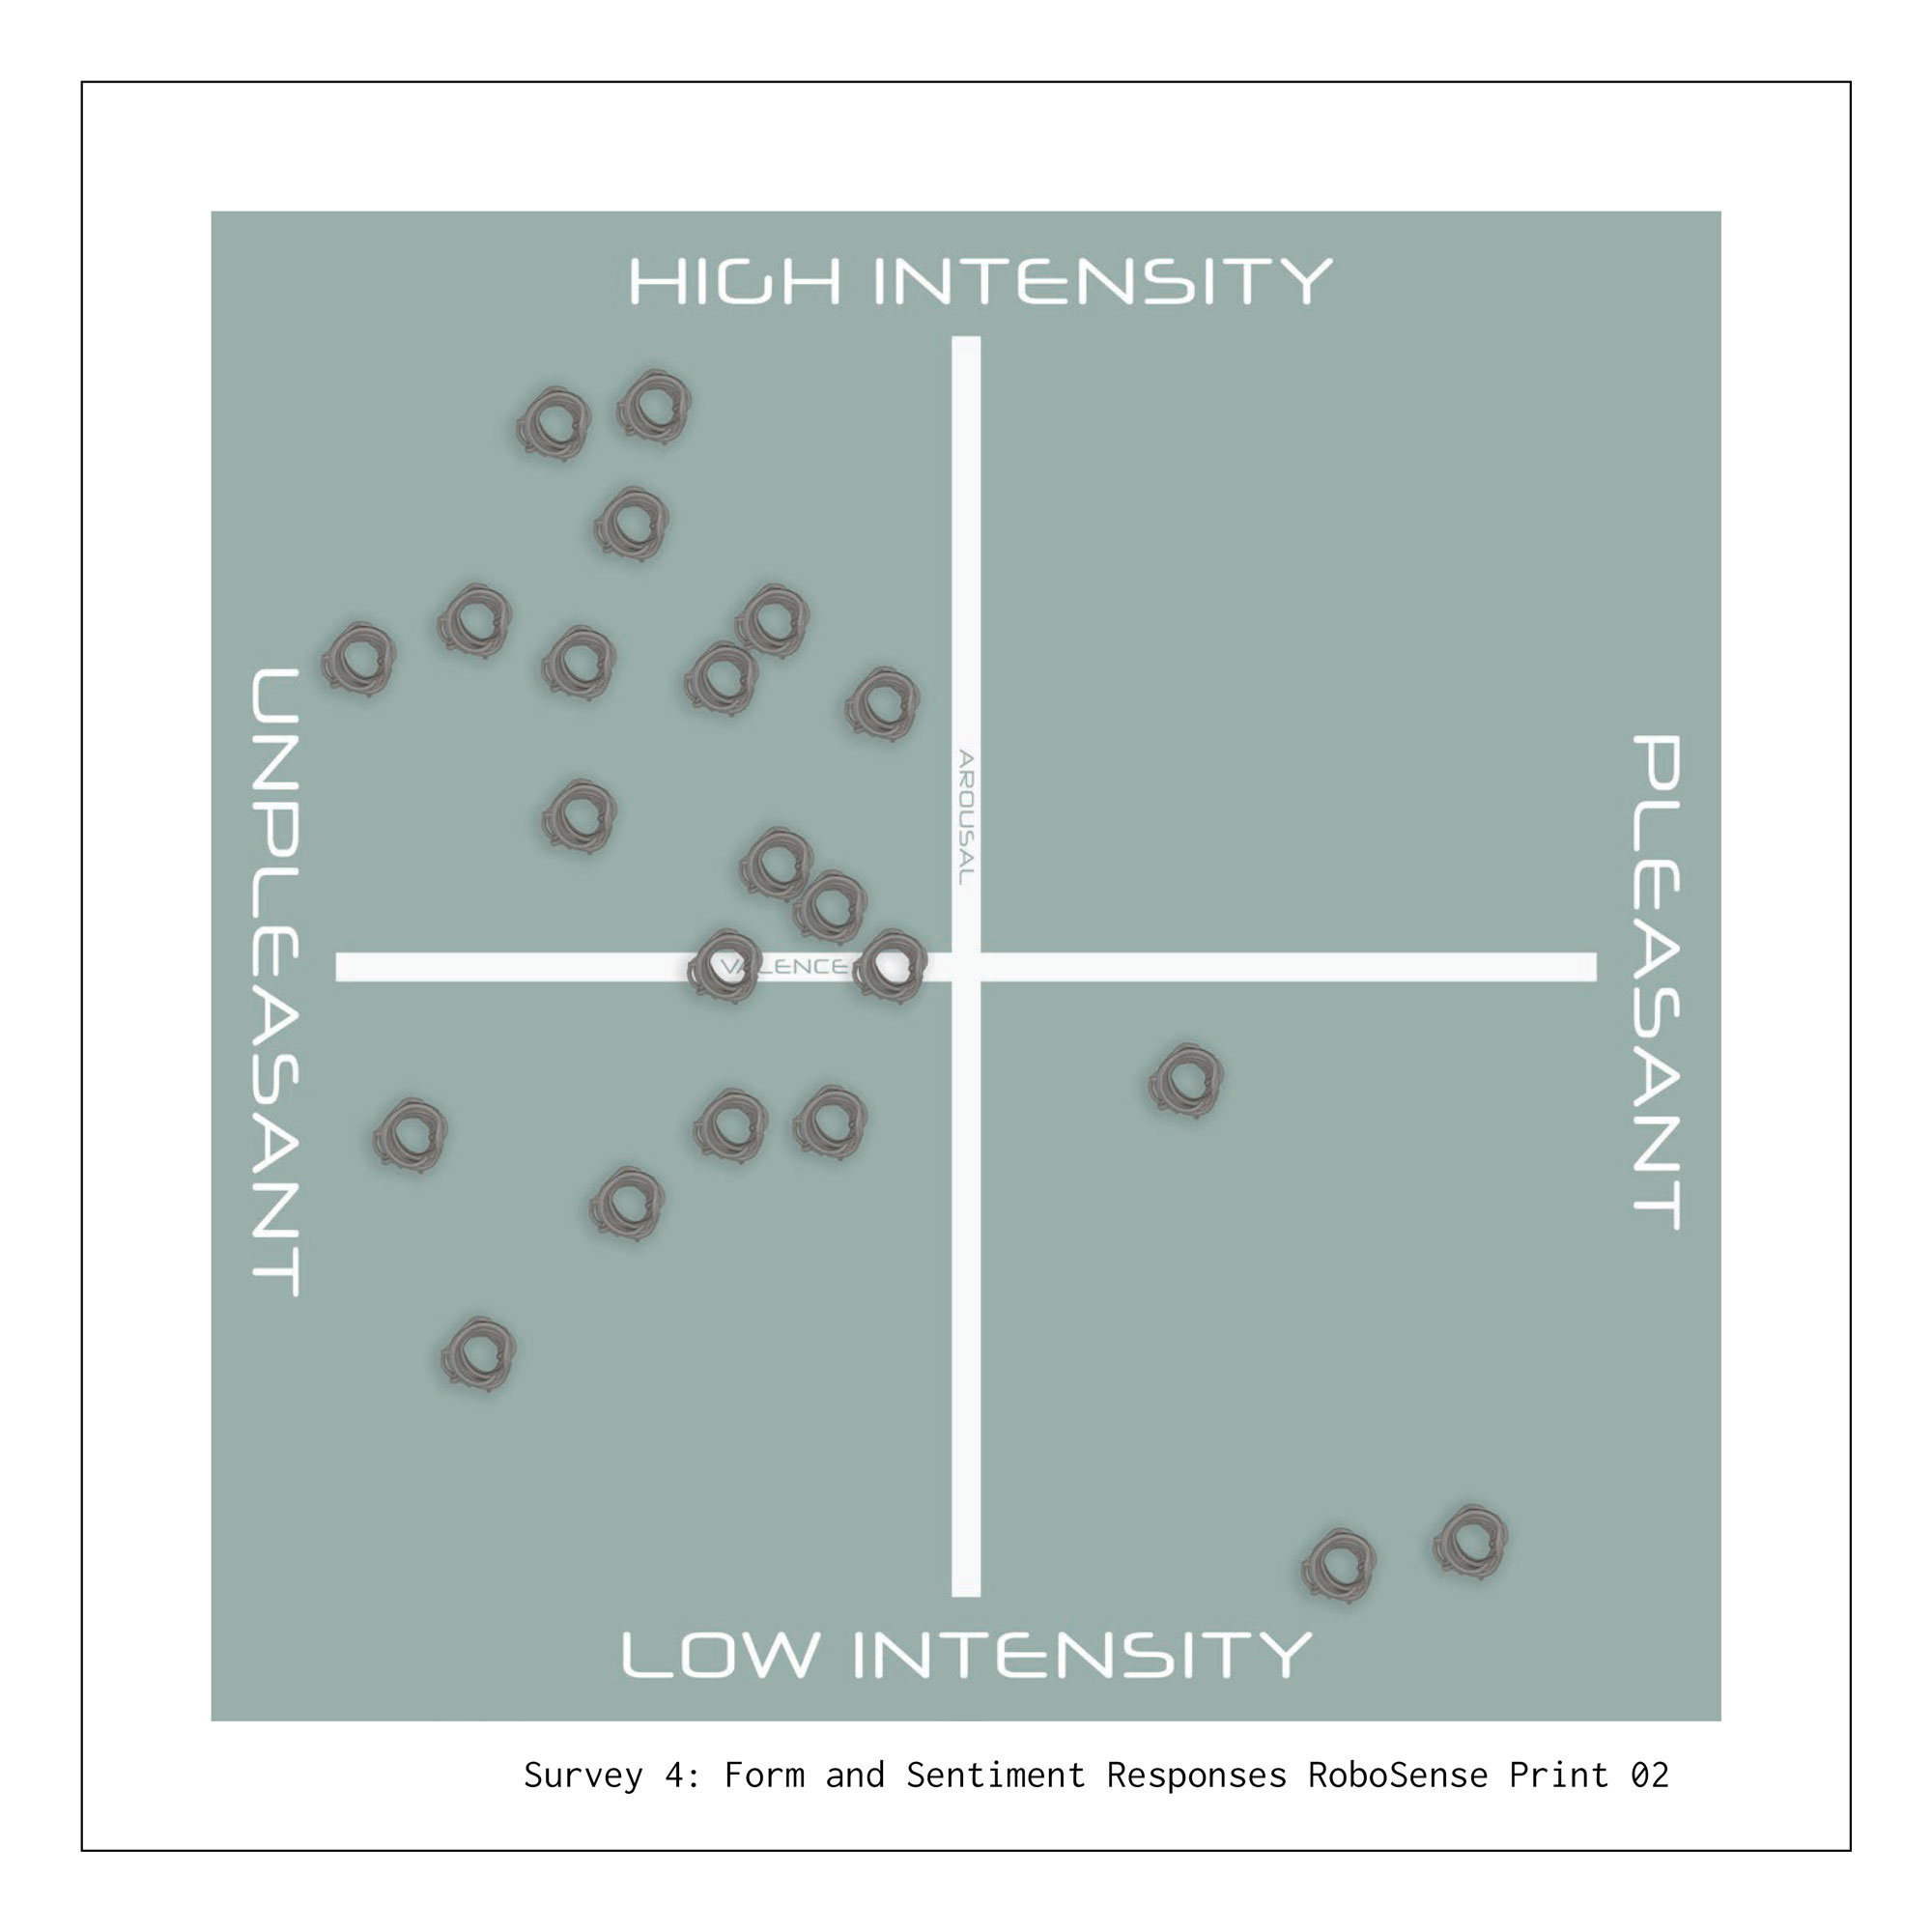 HIGH INTENSITY
UNPLEASANT
AROUSAL
VALENCE
PLEASANT
LOW INTENSITY
Survey 4: Form and Sentiment Responses RoboSense Print 02